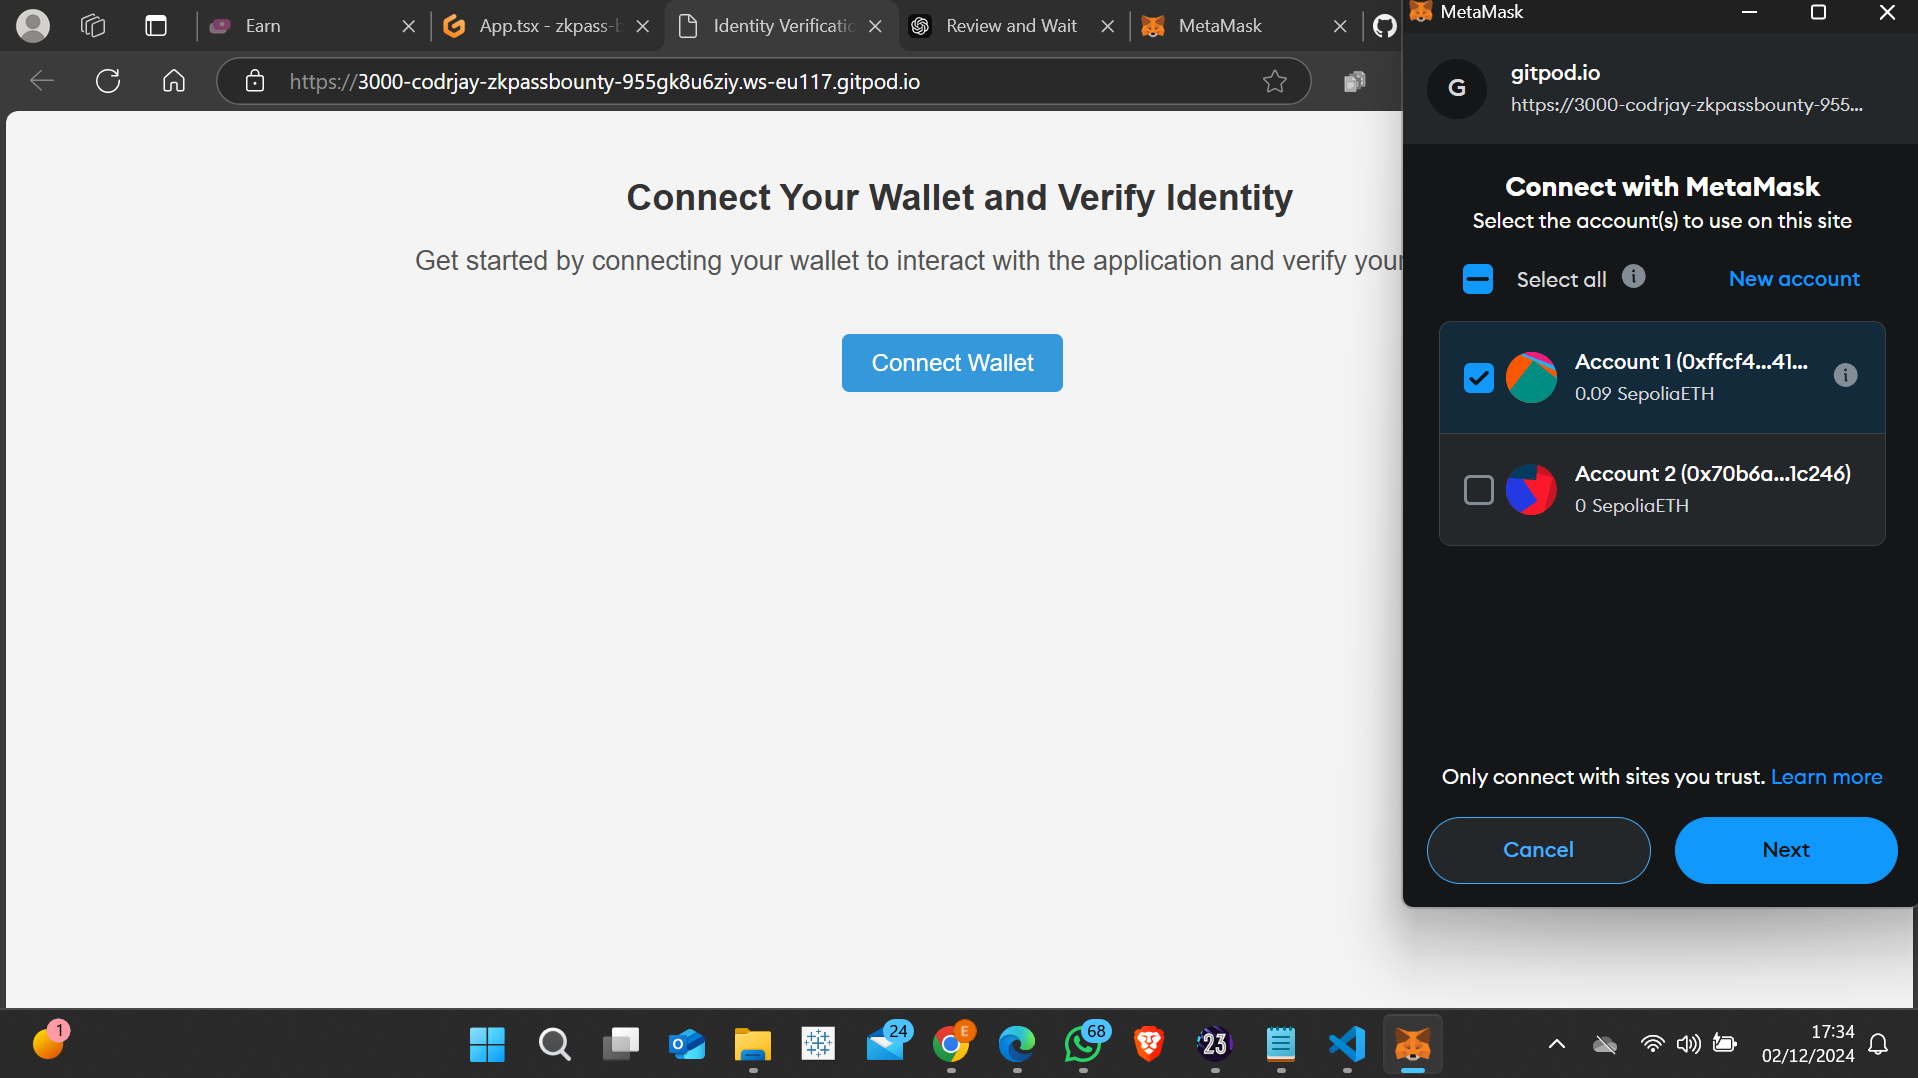 Earn
App.tsx - zkpass-b
Identity Verificatio
Review and Wait
MetaMask
https://3000-codrjay-zkpassbounty-955gk8u6ziy.ws-eu117.gitpod.io
Connect Your Wallet and Verify Identity
Get started by connecting your wallet to interact with the application and verify your
Connect Wallet
MetaMask
G
gitpod.io
https://3000-codrjay-zkpassbounty-955...
Connect with MetaMask
Select the account(s) to use on this site
Select all
New account
Account 1 (0xffcf4...41...
0.09 SepoliaETH
Account 2 (0x70b6a...1c246)
0 SepoliaETH
Only connect with sites you trust. Learn more
Cancel
Next
1
24
E
68
23
17:34
02/12/2024